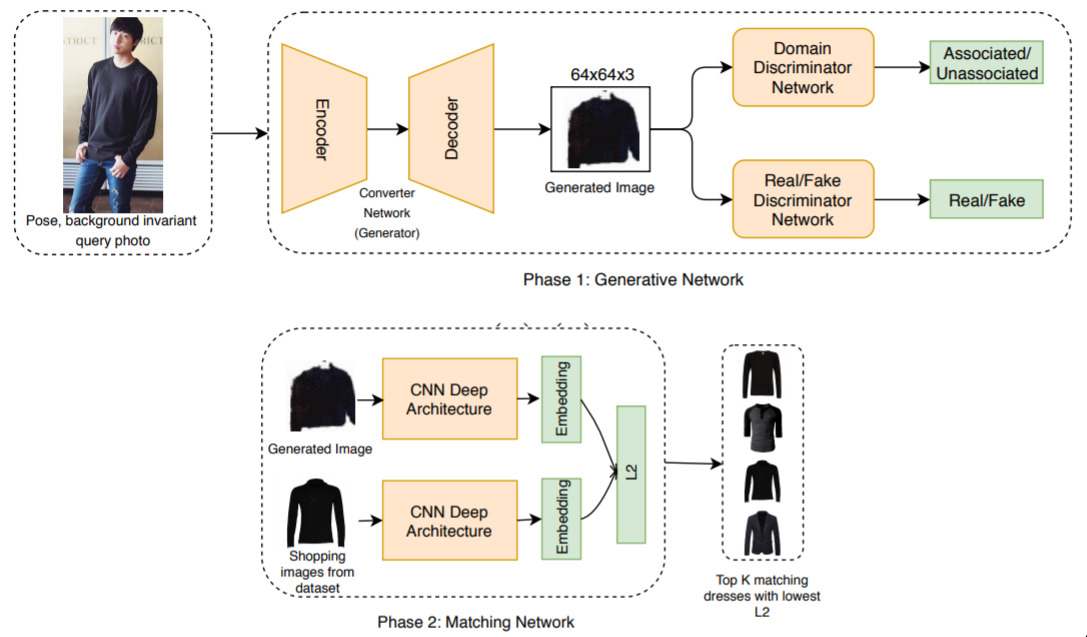 TRICT
RICT
Pose, background invariant
query photo
Encoder
Decoder
Converter
Network
(Generator)
64x64x3
Generated Image
Domain
Discriminator
Network
Associated/
Unassociated
Real/Fake
Discriminator
Network
Real/Fake
Phase 1: Generative Network
Generated Image
CNN Deep
Architecture
Embedding
Shopping
images from
dataset
CNN Deep
Architecture
Embedding
L2
Top K matching
dresses with lowest
L2
Phase 2: Matching Network